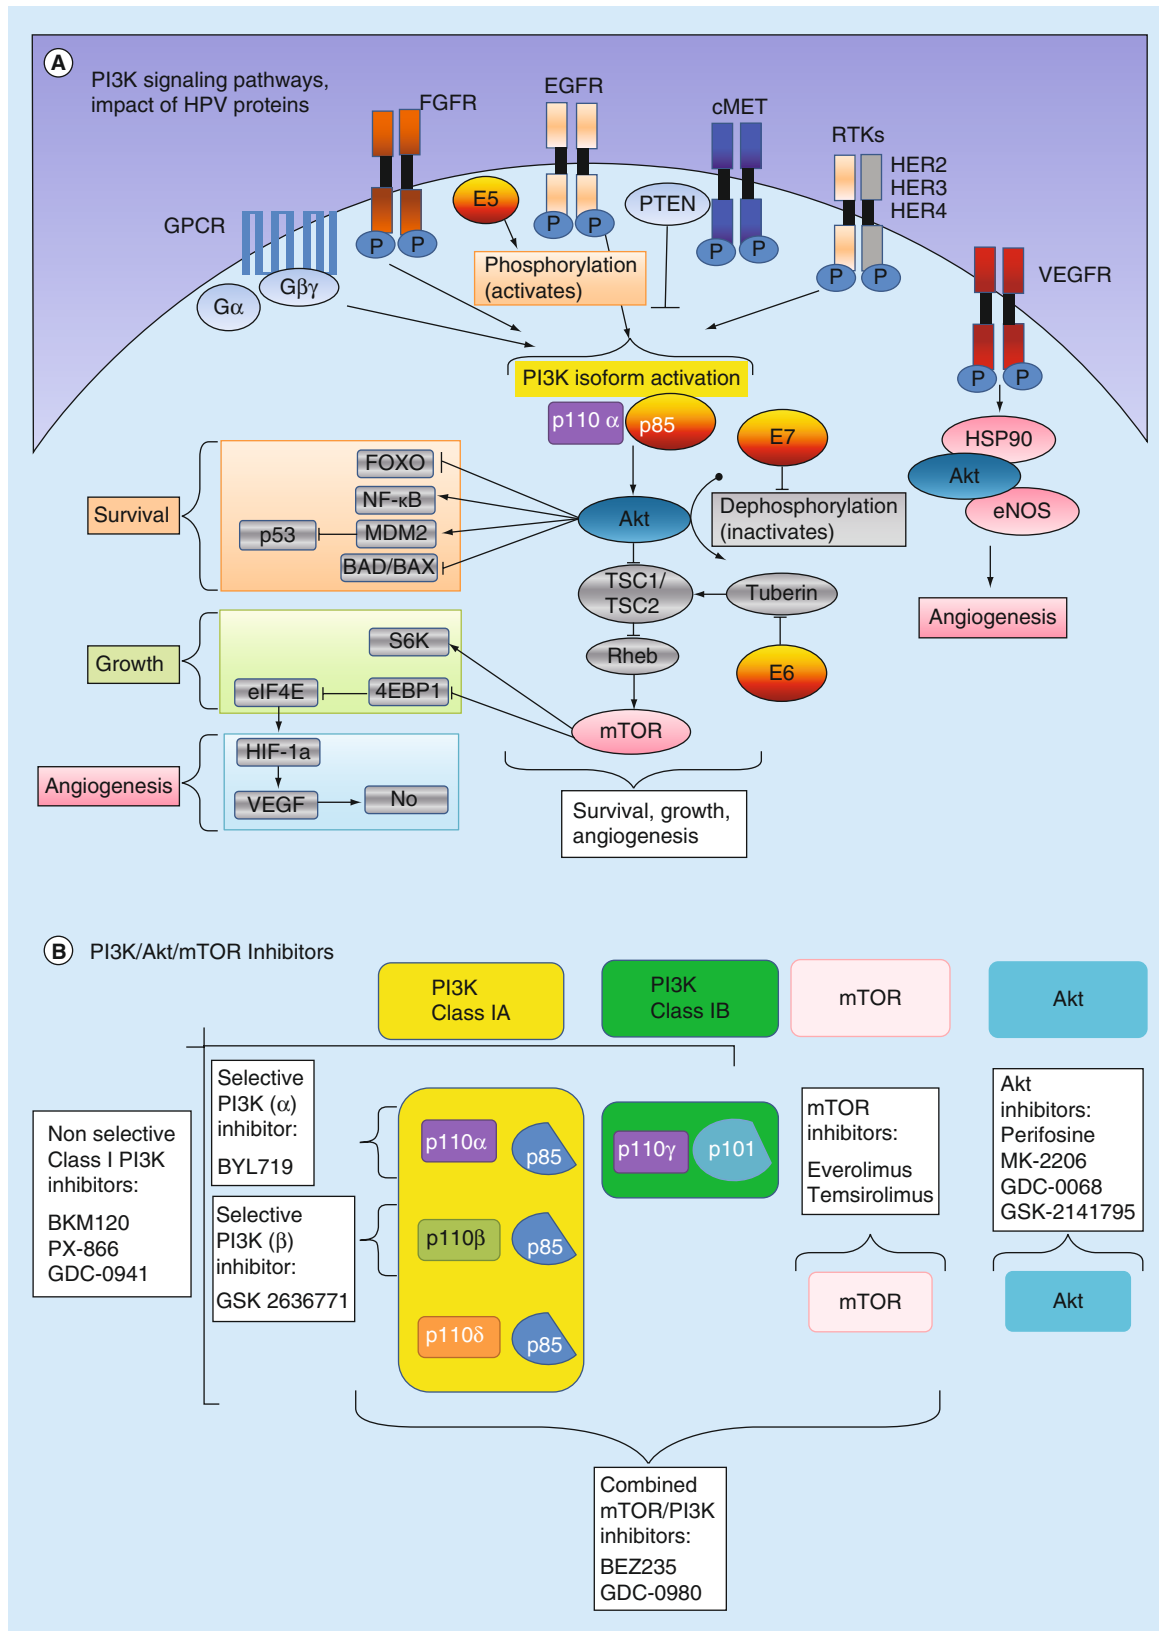 A
PI3K signaling pathways,
impact of HPV proteins
FGFR
EGFR
cMET
RTKs
HER2
HER3
HER4
GPCR
E5
PTEN
P
P
P
P
P
P
P
P
VEGFR
Gβγ
Gα
Phosphorylation
(activates)
P
P
PI3K isoform activation
p110 α
p85
E7
HSP90
Akt
eNOS
Survival
FOXO
NF-κB
p53
MDM2
BAD/BAX
Akt
Dephosphorylation
(inactivates)
TSC1/
TSC2
Tuberin
Angiogenesis
Growth
S6K
Rheb
E6
eIF4E
4EBP1
mTOR
Angiogenesis
HIF-1a
VEGF
No
Survival, growth,
angiogenesis
B
PI3K/Akt/mTOR Inhibitors
PI3K
Class IA
PI3K
Class IB
mTOR
Akt
Non selective
Class I PI3K
inhibitors:
BKM120
PX-866
GDC-0941
Selective
PI3K (α)
inhibitor:
BYL719
Selective
PI3K (β)
inhibitor:
GSK 2636771
p110α
p85
p110β
p85
p110δ
p85
p110γ
p101
mTOR
inhibitors:
Everolimus
Temsirolimus
mTOR
Akt
inhibitors:
Perifosine
MK-2206
GDC-0068
GSK-2141795
Akt
Combined
mTOR/PI3K
inhibitors:
BEZ235
GDC-0980